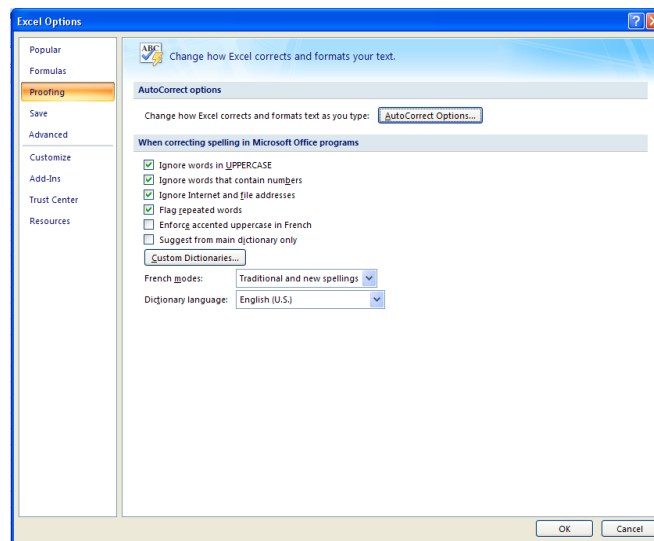 Excel Options
Popular
Formulas
Proofing
Save
Advanced
Customize
Add-Ins
Trust Center
Resources
ABC
Change how Excel corrects and formats your text.
AutoCorrect options
Change how Excel corrects and formats text as you type: AutoCorrect Options...
When correcting spelling in Microsoft Office programs
Ignore words in UPPERCASE
Ignore words that contain numbers
Ignore Internet and file addresses
Flag repeated words
Enforce accented uppercase in French
Suggest from main dictionary only
Custom Dictionaries...
French modes: Traditional and new spellings
Dictionary language: English (U.S.)
OK Cancel